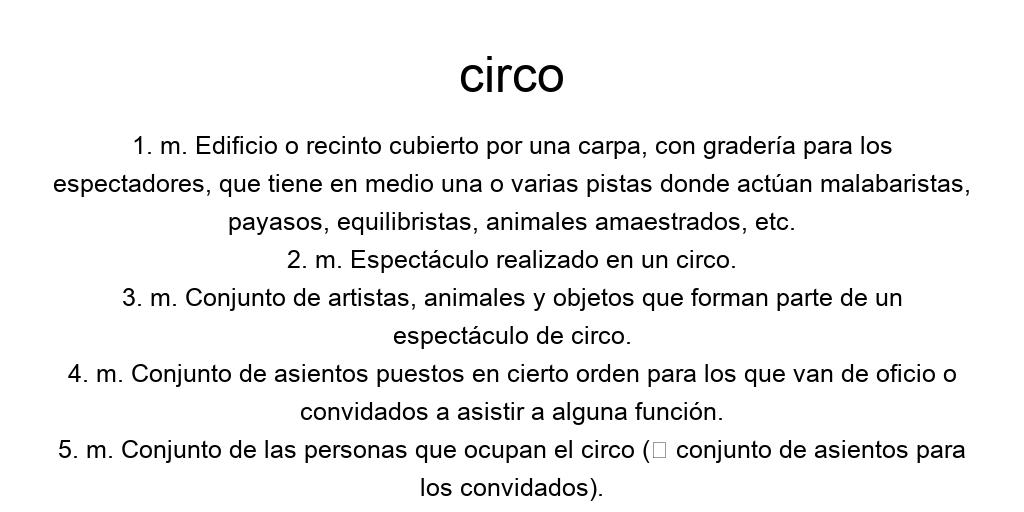 circo
1. m. Edificio o recinto cubierto por una carpa, con gradería para los
espectadores, que tiene en medio una o varias pistas donde actúan malabaristas,
payasos, equilibristas, animales amaestrados, etc.
2. m. Espectáculo realizado en un circo.
3. m. Conjunto de artistas, animales y objetos que forman parte de un
espectáculo de circo.
4. m. Conjunto de asientos puestos en cierto orden para los que van de oficio o
convidados a asistir a alguna función.
5. m. Conjunto de las personas que ocupan el circo (□ conjunto de asientos para
los convidados).